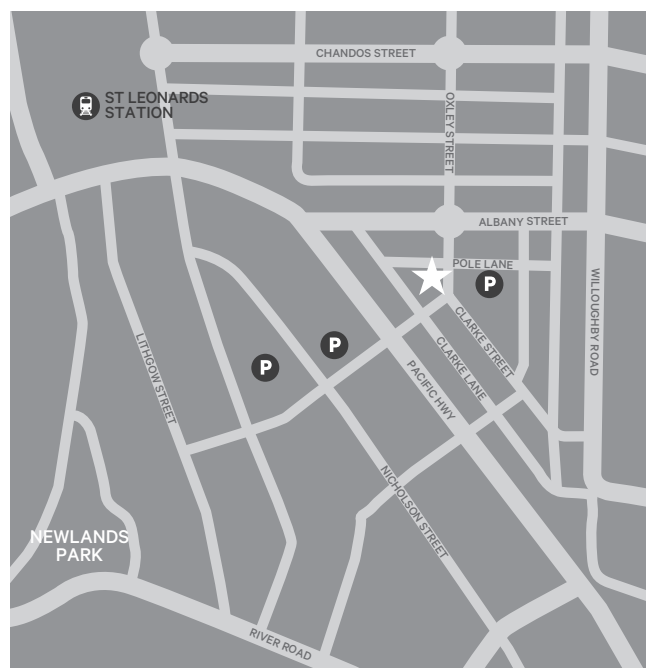 CHANDOS STREET
ST LEONARDS
STATION
OXLEY STREET
ALBANY STREET
POLE LANE
P
WILLOUGHBY ROAD
CLARKE STREET
P
LITHGOW STREET
CLARKE LANE
P
PACIFIC HWY
NICHOLSON STREET
NEWLANDS
PARK
RIVER ROAD